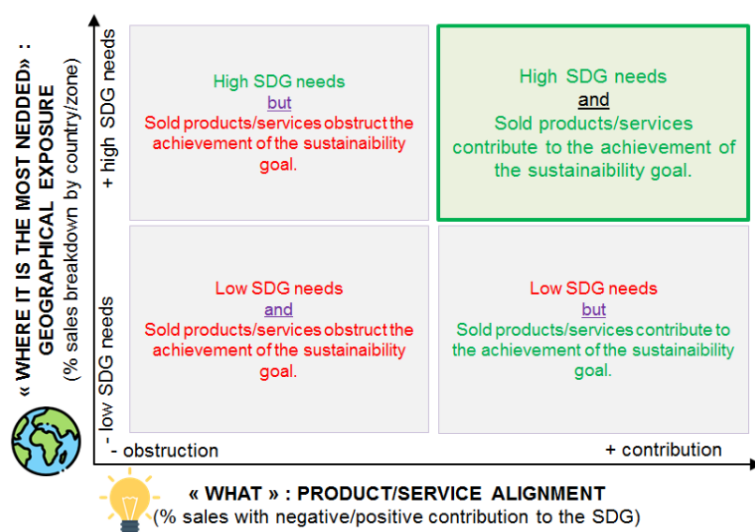 « WHERE IT IS THE MOST NEDDED» :
GEOGRAPHICAL EXPOSURE
(% sales breakdown by country/zone)
+ high SDG needs
- low SDG needs
High SDG needs
but
Sold products/services obstruct the
achievement of the sustainaibility
goal.
High SDG needs
and
Sold products/services
contribute to the achievement of
the sustainaibility goal.
Low SDG needs
and
Sold products/services obstruct the
achievement of the sustainaibility
goal.
Low SDG needs
but
Sold products/services contribute to
the achievement of the sustainaibility
goal.
- obstruction
+ contribution
« WHAT » : PRODUCT/SERVICE ALIGNMENT
(% sales with negative/positive contribution to the SDG)